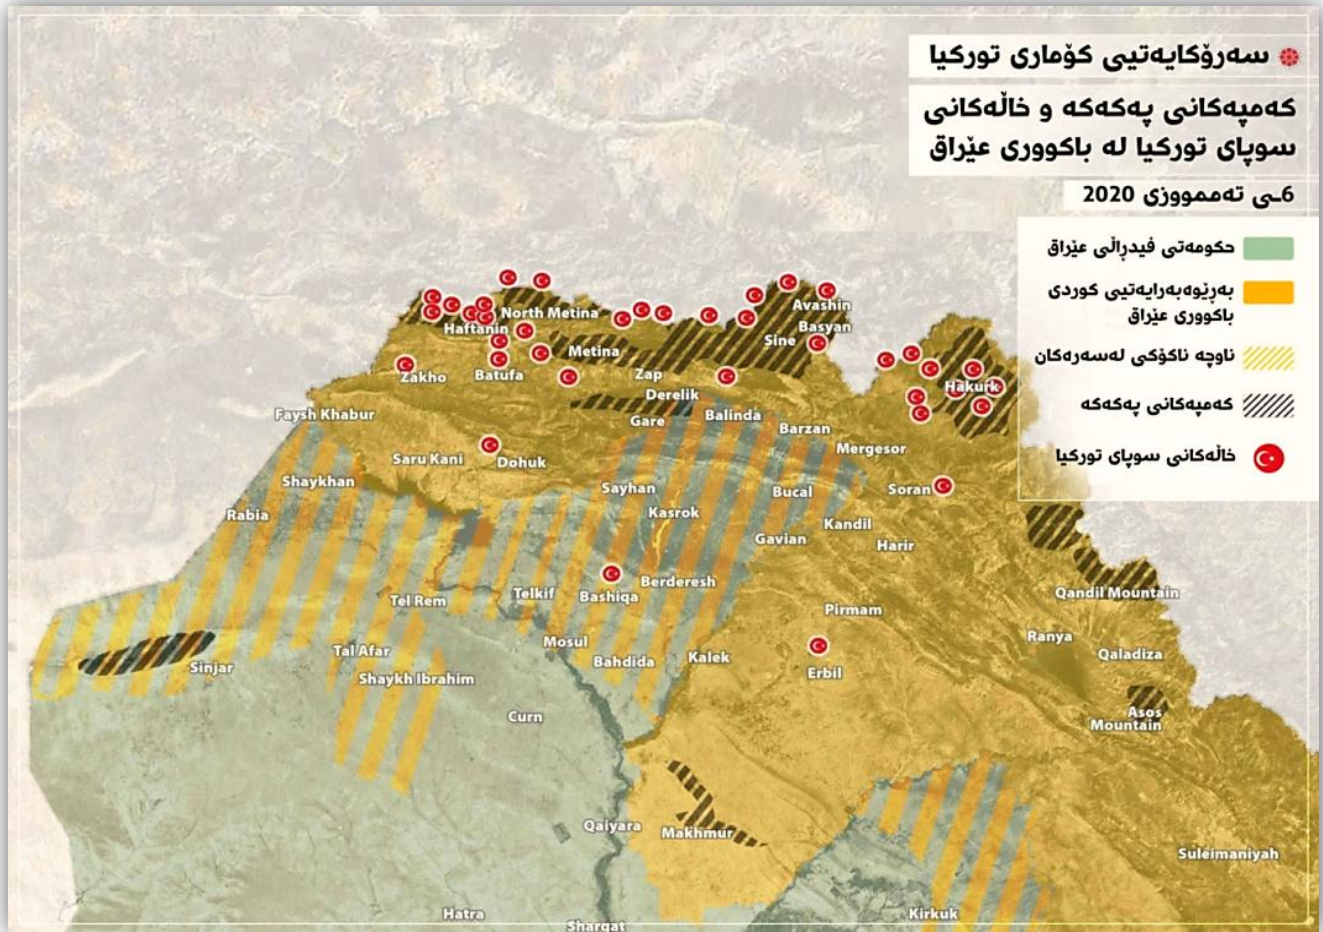 سەرۆکایەتیی کۆماری تورکیا
کەمپەکانی پەکەکە و خاڵەکانی
سوپای تورکیا لە باکووری عێراق
6ـی تەممووزی 2020
حکومەتی فیدراڵی عێراق
بەڕێوەبەرایەتیی کوردی
باکووری عێراق
ناوچە ناکۆکی لەسەرەکان
کەمپەکانی پەکەکە
خاڵەکانی سوپای تورکیا
North Metina
Avashin
Haftanin
Basyan
Sine
Metina
Zakho
Batufa
Zap
Hakurk
Derelik
Faysh Khabur
Gare
Balinda
Barzan
Mergesor
Saru Kani
Dohuk
Shaykhan
Sayhan
Bucal
Soran
Rabia
Kasrok
Kandil
Gavian
Harir
Berderesh
Telkif
Bashiqa
Qandil Mountain
Tel Rem
Pirmam
Ranya
Mosul
Tal Afar
Bahdida
Kalek
Qaladiza
Sinjar
Erbil
Shaykh Ibrahim
Curn
Asos
Mountain
Qaiyara
Makhmur
Suleimaniyah
Hatra
Kirkuk
Shargat